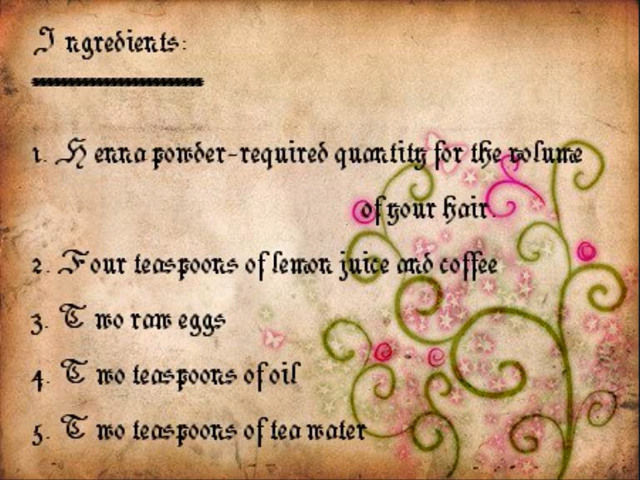 Ingredients:
1. Henna powder-required quantity for the volume
of your hair.
2. Four teaspoons of lemon juice and coffee
3. Two raw eggs
4. Two teaspoons of oil
5. Two teaspoons of tea water